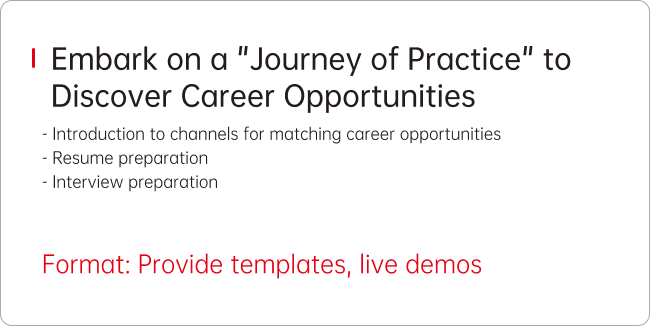 Embark on a "Journey of Practice" to
Discover Career Opportunities
- Introduction to channels for matching career opportunities
- Resume preparation
- Interview preparation
Format: Provide templates, live demos